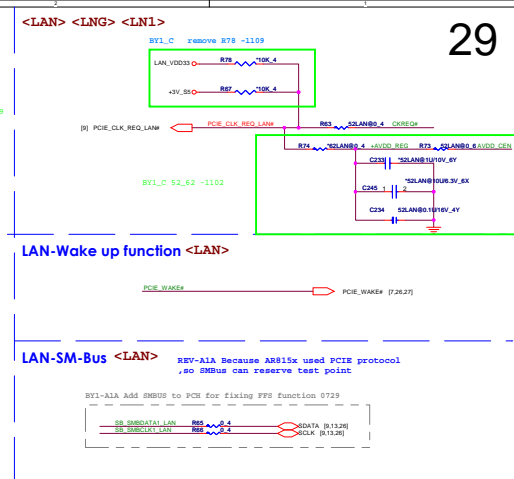 2 1
<LAN> <LNG> <LN1>
29
BY1_C remove R78 -1109
LAN_VDD33 R78 *10K_4
+3V_S5 R67 *10K_4
[9] PCIE_CLK_REQ_LAN# PCIE_CLK_REQ_LAN# R63 52LAN@0_4 CKREQ#
R74 *62LAN@0_4 +AVDD_REG R73 52LAN@0_6 AVDD_CEN
C233 *52LAN@1U/10V_6Y
BY1_C 52_62 -1102
C245 1 2 *52LAN@10U/6.3V_6X
C234 52LAN@0.1U/16V_4Y
LAN-Wake up function <LAN>
PCIE_WAKE# PCIE_WAKE# [7,26,27]
LAN-SM-Bus <LAN>
REV-A1A Because AR815x used PCIE protocol
,so SMBus can reserve test point
BY1-A1A Add SMBUS to PCH for fixing FFS function 0729
SB_SMBDATA1_LAN R65 0_4 SDATA [9,13,26]
SB_SMBCLK1_LAN R66 0_4 SCLK [9,13,26]